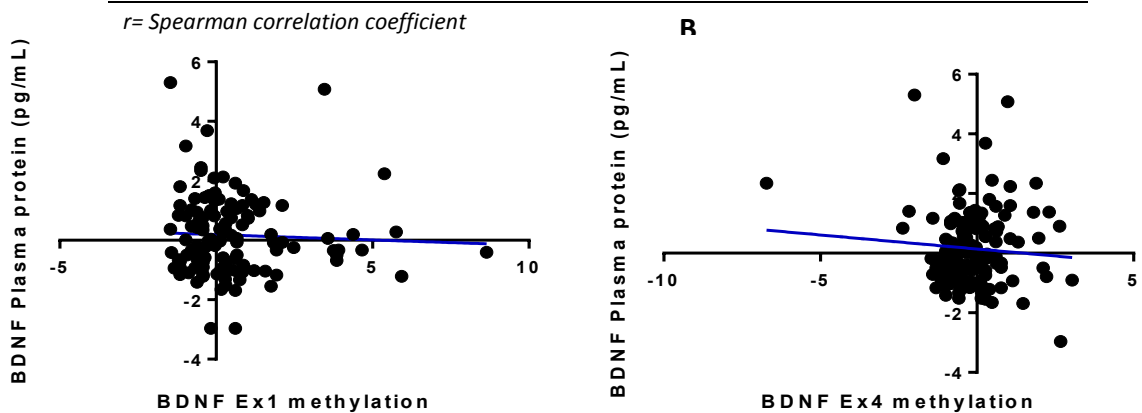 r= Spearman correlation coefficient
BDNF Plasma protein (pg/mL)
6
4
2
-2
-4
-5
5
10
BDNF Ex1 methylation
B
BDNF Plasma protein (pg/mL)
6
4
2
-2
-4
-10
-5
5
BDNF Ex4 methylation